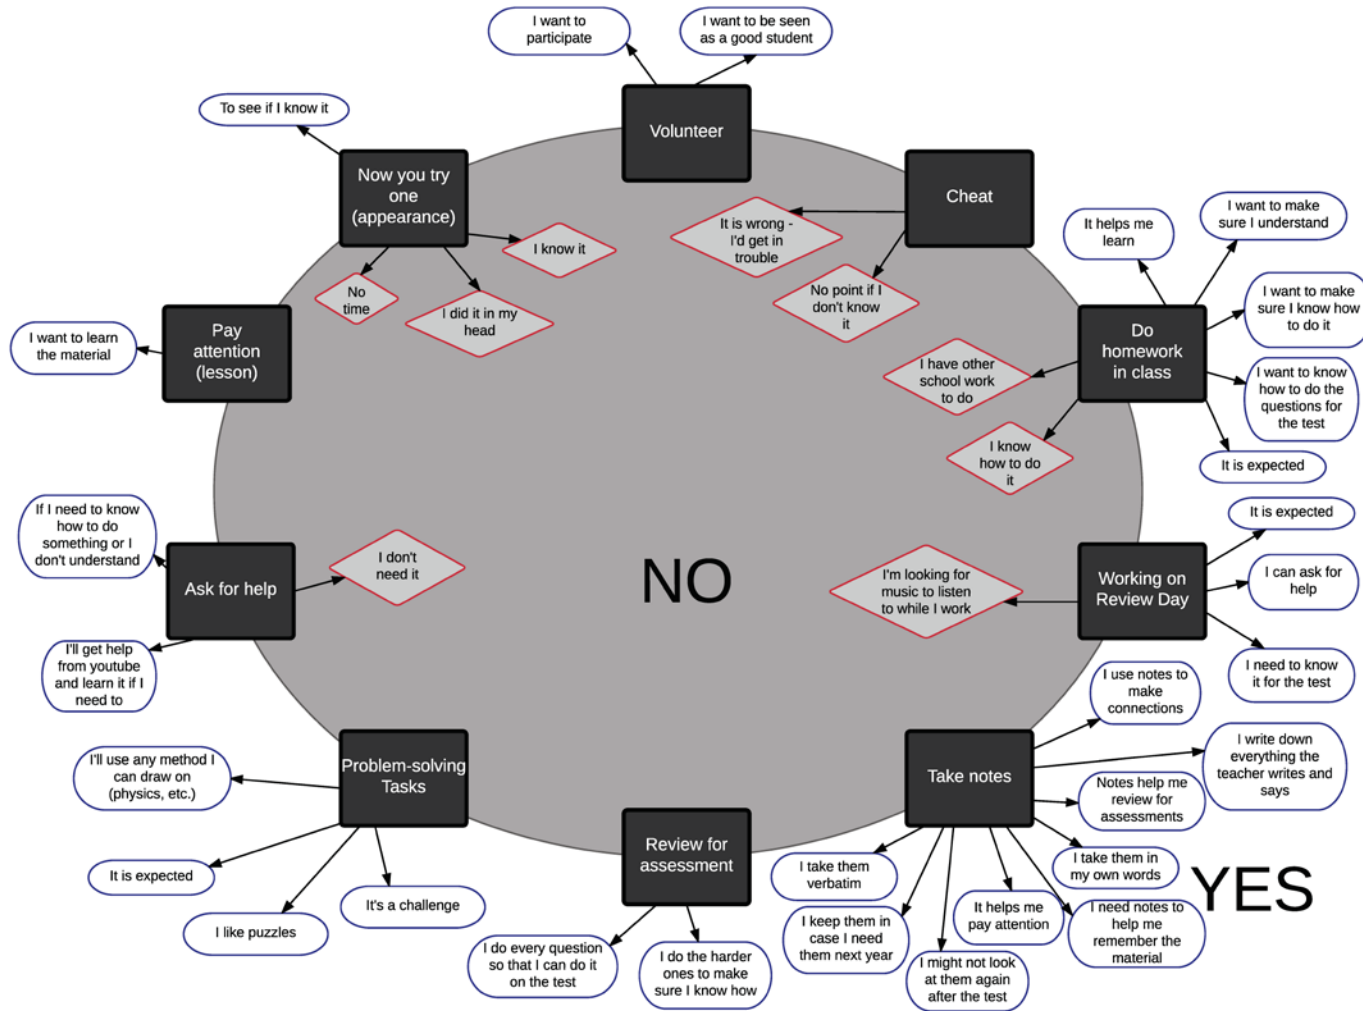 I want to
participate
I want to be seen
as a good student
To see if I know it
Volunteer
Now you try
one
(appearance)
Cheat
I know it
No
time
I did it in my
head
It is wrong -
I'd get in
trouble
No point if I
don't know
it
It helps me
learn
I want to make
sure I understand
I want to make
sure I know how
to do it
I want to know
how to do the
questions for
the test
It is expected
Do
homework
in class
I have other
school work
to do
I know
how to do
it
I want to learn
the material
Pay
attention
(lesson)
If I need to know
how to do
something or I
don't understand
Ask for help
I don't
need it
I'll get help
from youtube
and learn it if I
need to
NO
I'm looking for
music to listen
to while I work
Working on
Review Day
It is expected
I can ask for
help
I need to know
it for the test
I'll use any method I
can draw on
(physics, etc.)
Problem-solving
Tasks
It is expected
I like puzzles
It's a challenge
Review for
assessment
I do every question
so that I can do it
on the test
I do the harder
ones to make
sure I know how
Take notes
I use notes to
make
connections
I write down
everything the
teacher writes and
says
Notes help me
review for
assessments
I take them in
my own words
I take them
verbatim
I keep them in
case I need
them next year
I might not look
at them again
after the test
It helps me
pay attention
I need notes to
help me
remember the
material
YES